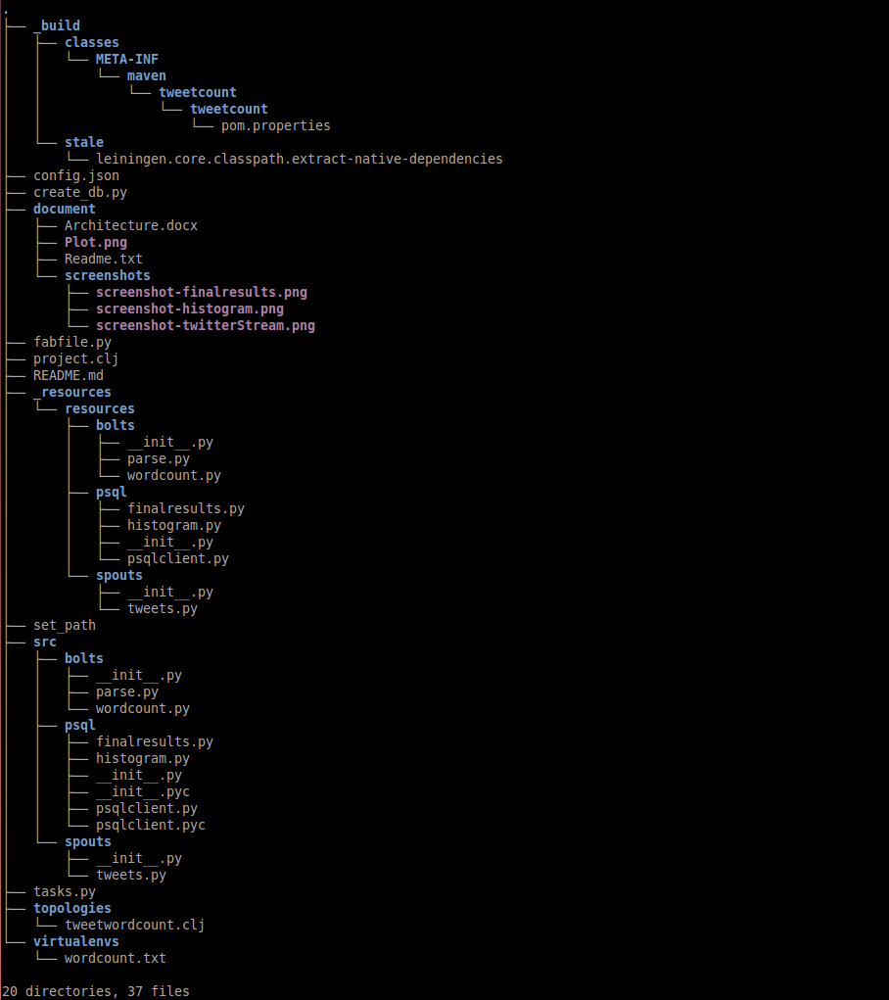 .
├── _build
│   ├── classes
│   │   └── META-INF
│   │       └── maven
│   │           └── tweetcount
│   │               └── tweetcount
│   │                   └── pom.properties
│   └── stale
│       └── leiningen.core.classpath.extract-native-dependencies
├── config.json
├── create_db.py
├── document
│   ├── Architecture.docx
│   ├── Plot.png
│   ├── Readme.txt
│   └── screenshots
│       ├── screenshot-finalresults.png
│       ├── screenshot-histogram.png
│       └── screenshot-twitterStream.png
├── fabfile.py
├── project.clj
├── README.md
├── _resources
│   └── resources
│       ├── bolts
│       │   ├── __init__.py
│       │   ├── parse.py
│       │   └── wordcount.py
│       ├── psql
│       │   ├── finalresults.py
│       │   ├── histogram.py
│       │   ├── __init__.py
│       │   └── psqlclient.py
│       └── spouts
│           ├── __init__.py
│           └── tweets.py
├── set_path
├── src
│   ├── bolts
│   │   ├── __init__.py
│   │   ├── parse.py
│   │   └── wordcount.py
│   ├── psql
│   │   ├── finalresults.py
│   │   ├── histogram.py
│   │   ├── __init__.py
│   │   ├── __init__.pyc
│   │   ├── psqlclient.py
│   │   └── psqlclient.pyc
│   └── spouts
│       ├── __init__.py
│       └── tweets.py
├── tasks.py
├── topologies
│   └── tweetwordcount.clj
└── virtualenvs
    └── wordcount.txt
20 directories, 37 files